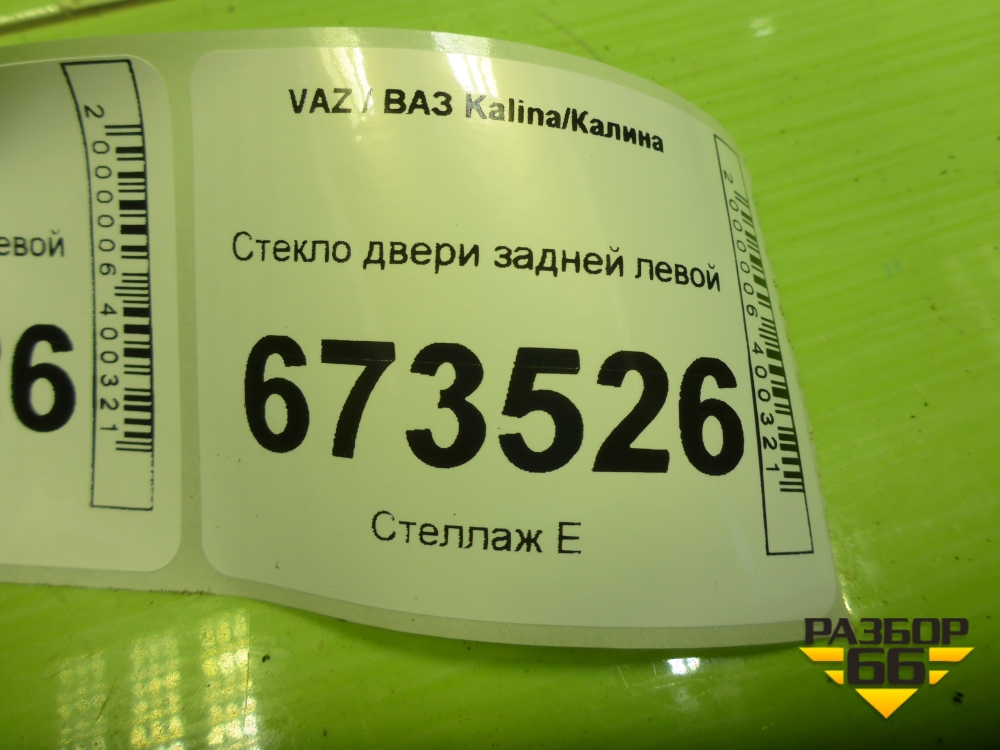 евой
6
2000006400321
VAZ / ВАЗ Kalina/Калина
Стекло двери задней левой
673526
Стеллаж Е
2000006400321
РАЗБОР
66